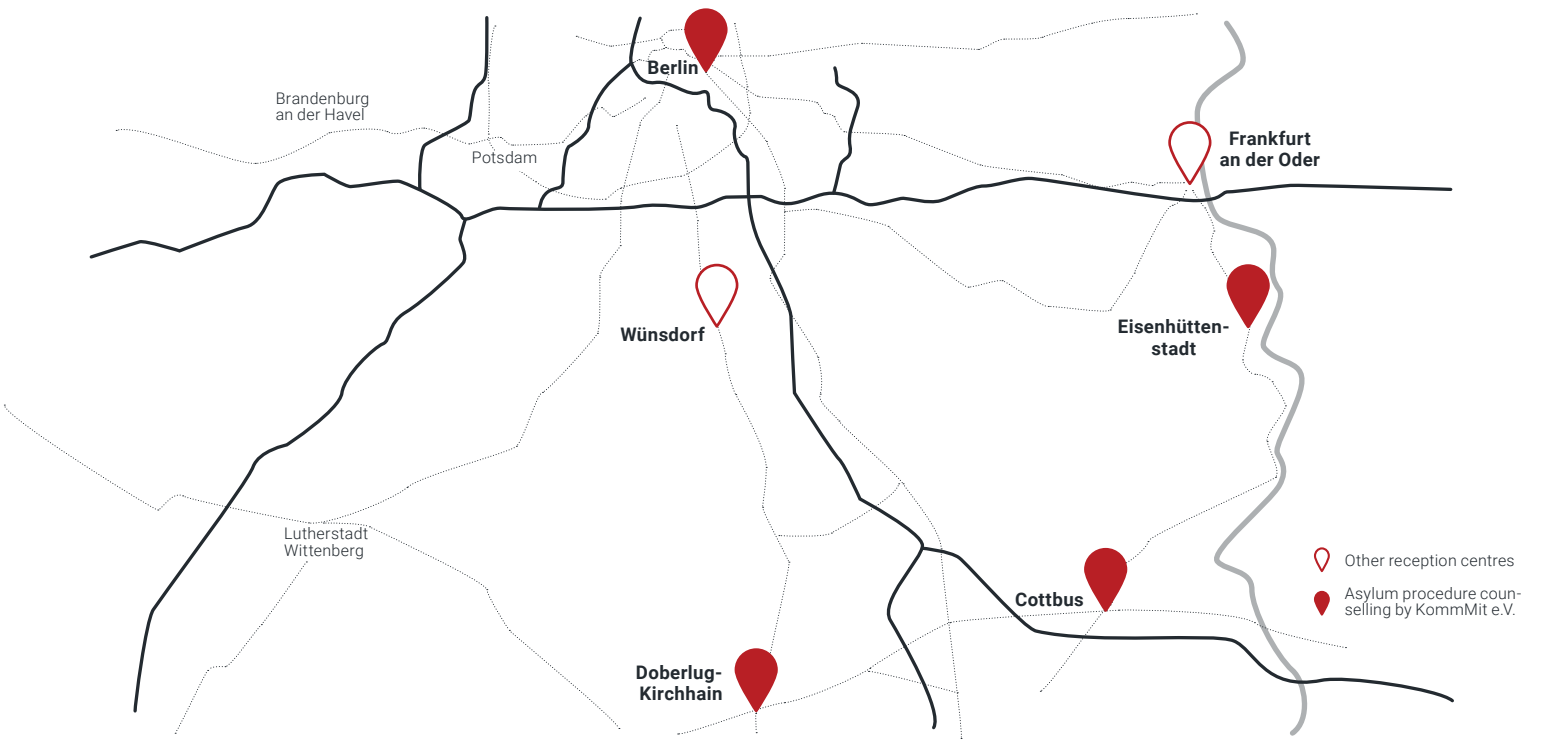 Berlin
Brandenburg
an der Havel
Frankfurt
an der Oder
Potsdam
Wünsdorf
Eisenhütten-
stadt
Lutherstadt
Wittenberg
Other reception centres
Asylum procedure coun-
selling by KommMit e.V.
Cottbus
Doberlug-
Kirchhain